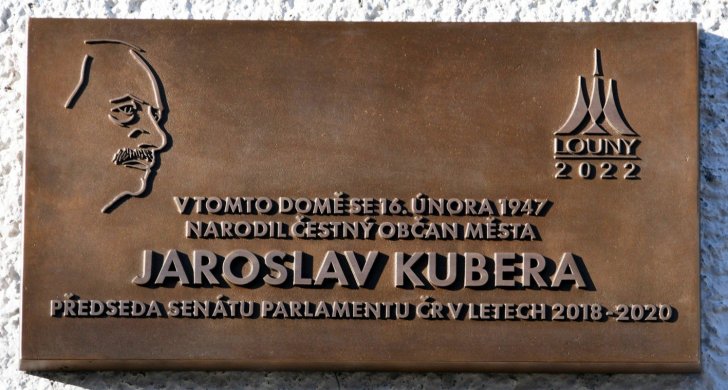 LOUNY
2022
V TOMTO DOMĚ SE 16. ÚNORA 1947
NARODIL ČESTNÝ OBČAN MĚSTA
JAROSLAV KUBERA
PŘEDSEDA SENÁTU PARLAMENTU ČR V LETECH 2018-2020